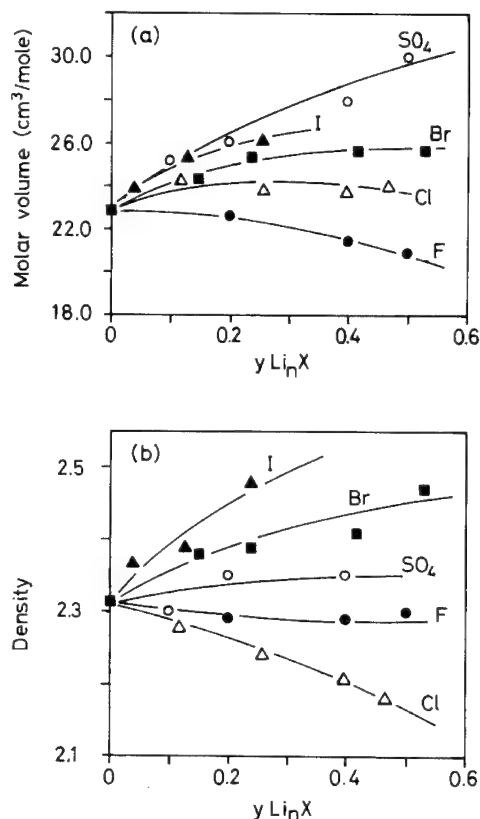 (a)
Molar volume (cm³/mole)
30.0
26.0
22.0
18.0
SO₄
I
Br
Cl
F
0
0.2
0.4
0.6
y LiₙX
(b)
Density
2.5
2.3
2.1
I
Br
SO₄
F
Cl
0
0.2
0.4
0.6
y LiₙX